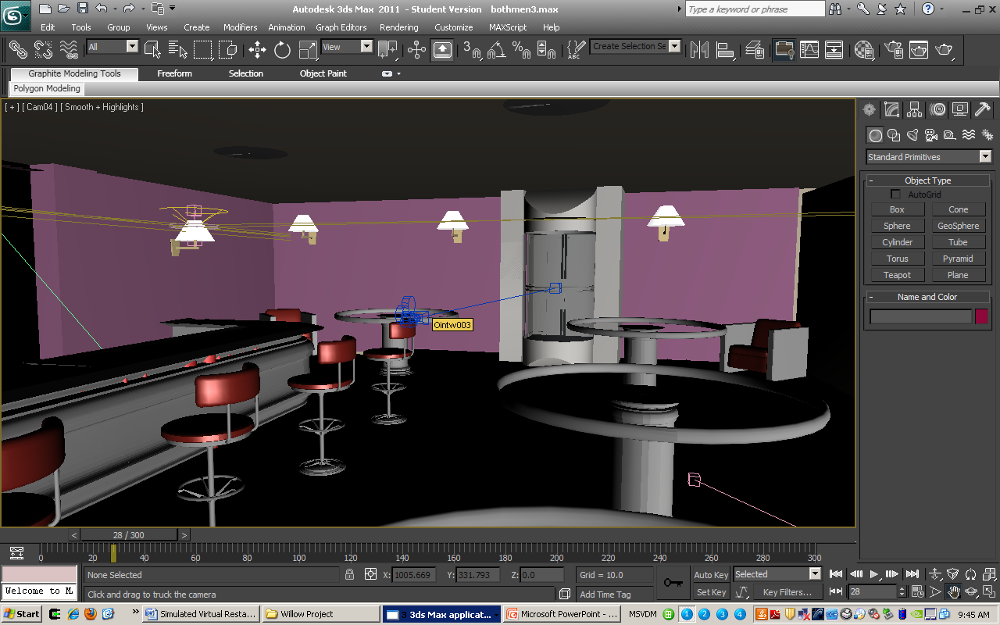 Autodesk 3ds Max 2011 - Student Version bothmen3.max
Type a keyword or phrase
Edit Tools Group Views Create Modifiers Animation Graph Editors Rendering Customize MAXScript Help
All View 3 Create Selection Se
Graphite Modeling Tools Freeform Selection Object Paint
Polygon Modeling
[ + ] [ Cam04 ] [ Smooth + Highlights ]
Standard Primitives
- Object Type
AutoGrid
Box Cone
Sphere GeoSphere
Cylinder Tube
Torus Pyramid
Teapot Plane
- Name and Color
Ointw003
< 28 / 300 >
0 20 40 60 80 100 120 140 160 180 200 220 240 260 280 300
None Selected X: 1005.669 Y: 331.793 Z: 0.0 Grid = 10.0 Auto Key Selected
Welcome to M. Click and drag to truck the camera Add Time Tag Set Key Key Filters... 28
Start Simulated Virtual Resta... Willow Project 3ds Max applicat... Microsoft PowerPoint - ... MSVDM 1 2 3 4 9:45 AM